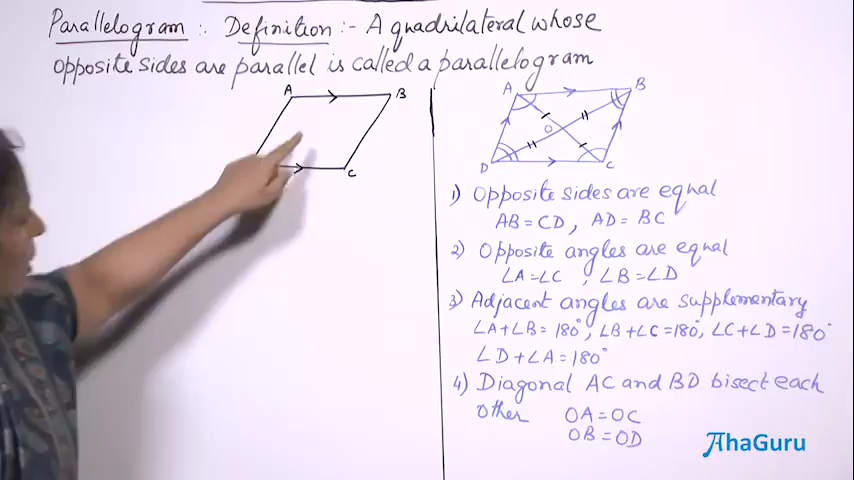 Parallelogram :. Definition :- A quadrilateral whose
opposite sides are parallel is called a parallelogram
A
B
C
A
B
O
D
C
1) Opposite sides are equal
AB = CD, AD = BC
2) Opposite angles are equal
∠A = ∠C , ∠B = ∠D
3) Adjacent angles are supplementary
∠A + ∠B = 180°, ∠B + ∠C = 180°, ∠C + ∠D = 180°
∠D + ∠A = 180°
4) Diagonal AC and BD bisect each
other OA = OC
OB = OD
AhaGuru